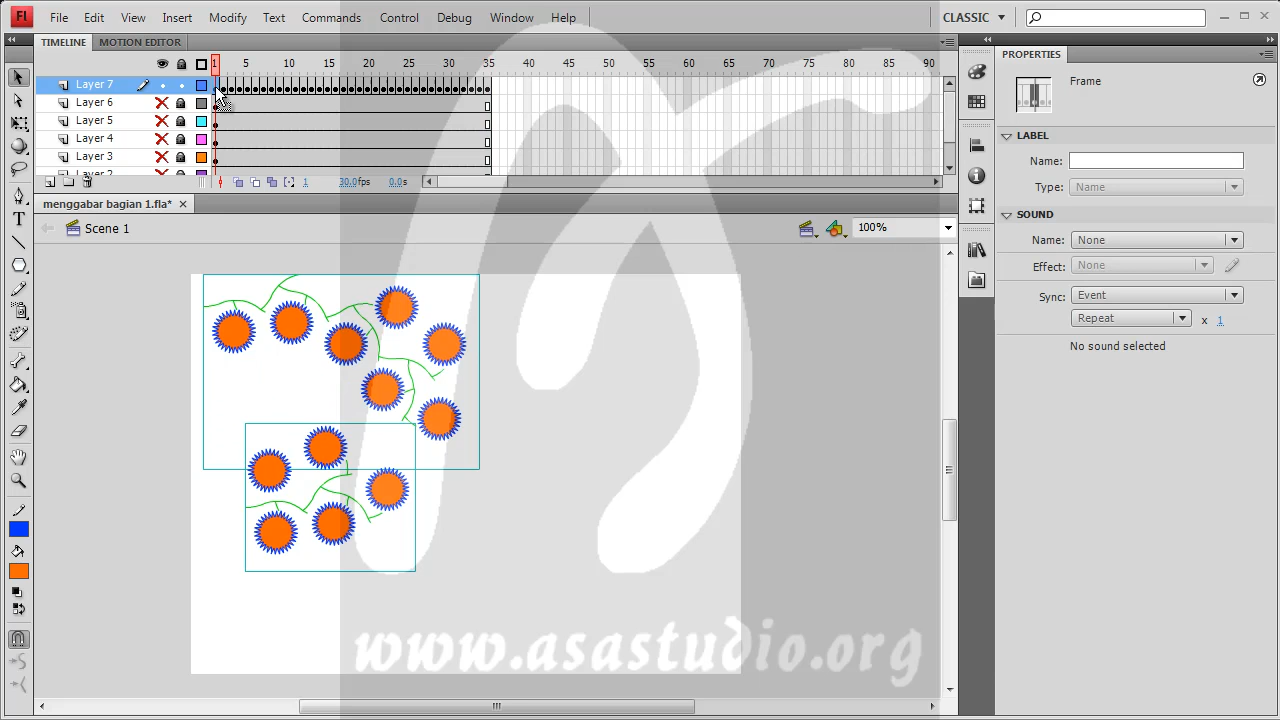 Fl File Edit View Insert Modify Text Commands Control Debug Window Help CLASSIC
TIMELINE MOTION EDITOR
PROPERTIES
1 5 10 15 20 25 30 35 40 45 50 55 60 65 70 75 80 85 90
Layer 7
Layer 6
Layer 5
Layer 4
Layer 3
Layer 2
1 30.0fps 0.0s
menggabar bagian 1.fla*
Scene 1
100%
Frame
LABEL
Name:
Type: Name
SOUND
Name: None
Effect: None
Sync: Event
Repeat x 1
No sound selected
T
www.asastudio.org